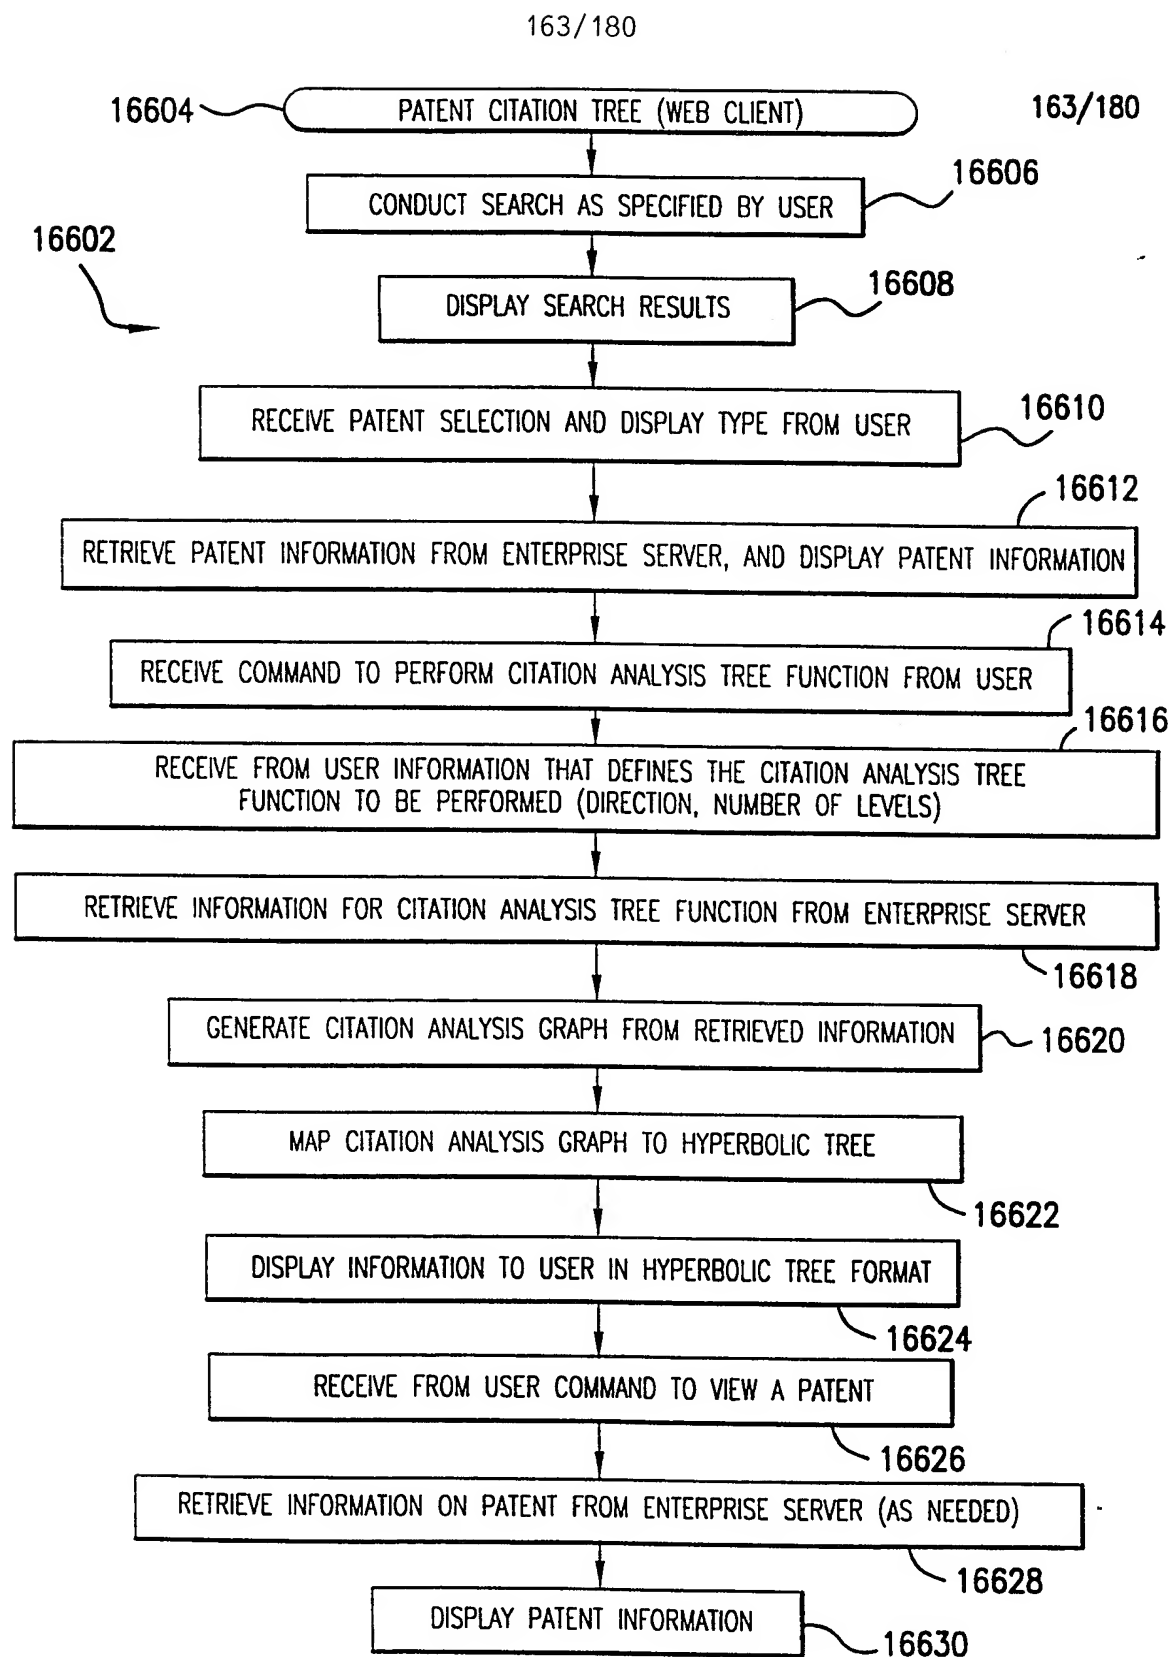 163/180
16604
PATENT CITATION TREE (WEB CLIENT)
163/180
16606
CONDUCT SEARCH AS SPECIFIED BY USER
16602
16608
DISPLAY SEARCH RESULTS
16610
RECEIVE PATENT SELECTION AND DISPLAY TYPE FROM USER
16612
RETRIEVE PATENT INFORMATION FROM ENTERPRISE SERVER, AND DISPLAY PATENT INFORMATION
16614
RECEIVE COMMAND TO PERFORM CITATION ANALYSIS TREE FUNCTION FROM USER
16616
RECEIVE FROM USER INFORMATION THAT DEFINES THE CITATION ANALYSIS TREE
FUNCTION TO BE PERFORMED (DIRECTION, NUMBER OF LEVELS)
RETRIEVE INFORMATION FOR CITATION ANALYSIS TREE FUNCTION FROM ENTERPRISE SERVER
16618
GENERATE CITATION ANALYSIS GRAPH FROM RETRIEVED INFORMATION
16620
MAP CITATION ANALYSIS GRAPH TO HYPERBOLIC TREE
16622
DISPLAY INFORMATION TO USER IN HYPERBOLIC TREE FORMAT
16624
RECEIVE FROM USER COMMAND TO VIEW A PATENT
16626
RETRIEVE INFORMATION ON PATENT FROM ENTERPRISE SERVER (AS NEEDED)
16628
DISPLAY PATENT INFORMATION
16630